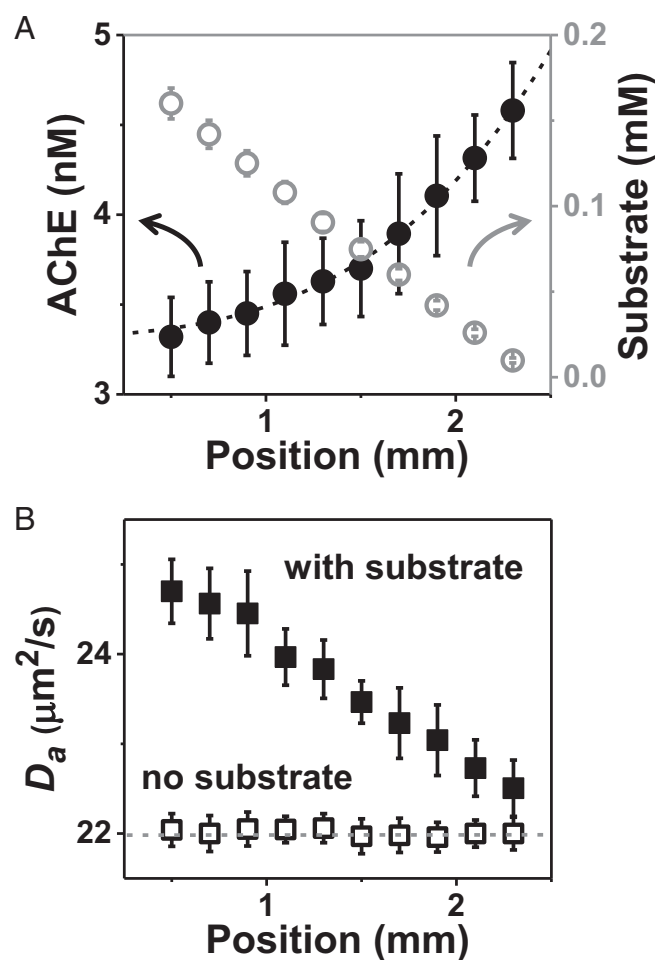 A
5
4
3
AChE (nM)
0.2
0.1
0.0
Substrate (mM)
1
2
Position (mm)
B
with substrate
24
no substrate
22
Dₐ (μm²/s)
1
2
Position (mm)